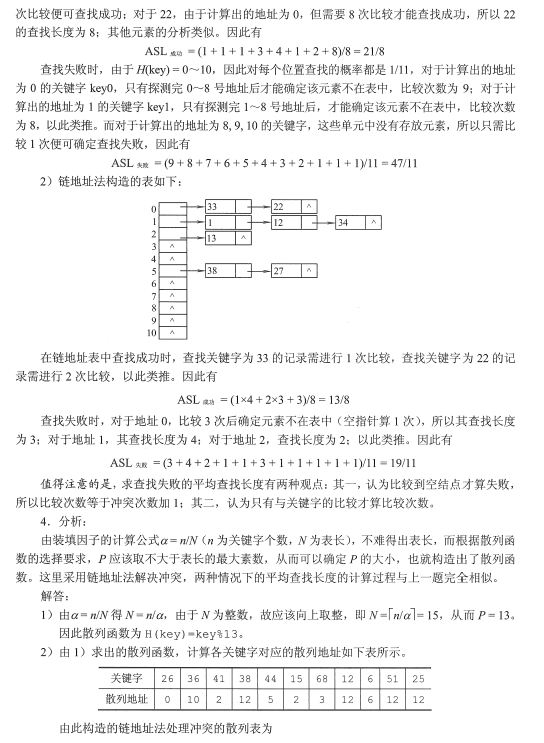 次比较便可查找成功；对于 22，由于计算出的地址为 0，但需要 8 次比较才能查找成功，所以 22
的查找长度为 8；其他元素的分析类似。因此有
ASL 成功 = (1 + 1 + 1 + 3 + 4 + 1 + 2 + 8)/8 = 21/8
查找失败时，由于 H(key) = 0～10，因此对每个位置查找的概率都是 1/11，对于计算出的地址
为 0 的关键字 key0，只有探测完 0～8 号地址后才能确定该元素不在表中，比较次数为 9；对于计
算出的地址为 1 的关键字 key1，只有探测完 1～8 号地址后，才能确定该元素不在表中，比较次数
为 8，以此类推。而对于计算出的地址为 8, 9, 10 的关键字，这些单元中没有存放元素，所以只需比
较 1 次便可确定查找失败，因此有
ASL 失败 = (9 + 8 + 7 + 6 + 5 + 4 + 3 + 2 + 1 + 1 + 1)/11 = 47/11
2）链地址法构造的表如下：
0 33 22 ^
1 1 12 34 ^
2 13 ^
3 ^
4 ^
5 38 27 ^
6 ^
7 ^
8 ^
9 ^
10 ^
在链地址表中查找成功时，查找关键字为 33 的记录需进行 1 次比较，查找关键字为 22 的记
录需进行 2 次比较，以此类推。因此有
ASL 成功 = (1×4 + 2×3 + 3)/8 = 13/8
查找失败时，对于地址 0，比较 3 次后确定元素不在表中（空指针算 1 次），所以其查找长度
为 3；对于地址 1，其查找长度为 4；对于地址 2，查找长度为 2；以此类推。因此有
ASL 失败 = (3 + 4 + 2 + 1 + 1 + 3 + 1 + 1 + 1 + 1 + 1)/11 = 19/11
值得注意的是，求查找失败的平均查找长度有两种观点：其一，认为比较到空结点才算失败，
所以比较次数等于冲突次数加 1；其二，认为只有与关键字的比较才算比较次数。
4．分析：
由装填因子的计算公式α = n/N（n 为关键字个数，N 为表长），不难得出表长，而根据散列函
数的选择要求，P 应该取不大于表长的最大素数，从而可以确定 P 的大小，也就构造出了散列函
数。这里采用链地址法解决冲突，两种情况下的平均查找长度的计算过程与上一题完全相似。
解答：
1）由α = n/N 得 N = n/α，由于 N 为整数，故应该向上取整，即 N =⌈n/α⌉= 15，从而 P = 13。
因此散列函数为 H(key)=key%13。
2）由 1）求出的散列函数，计算各关键字对应的散列地址如下表所示。
关键字 26 36 41 38 44 15 68 12 6 51 25
散列地址 0 10 2 12 5 2 3 12 6 12 12
由此构造的链地址法处理冲突的散列表为